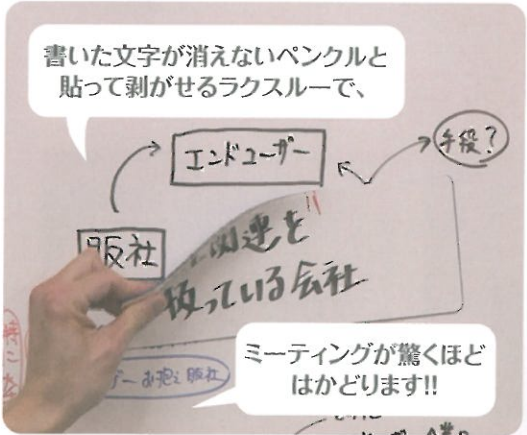 書いた文字が消えないペンクルと
貼って剥がせるラクスルーで、
エンドユーザー
手段?
販社
関連を
扱っている会社
ミーティングが驚くほど
はかどります!!